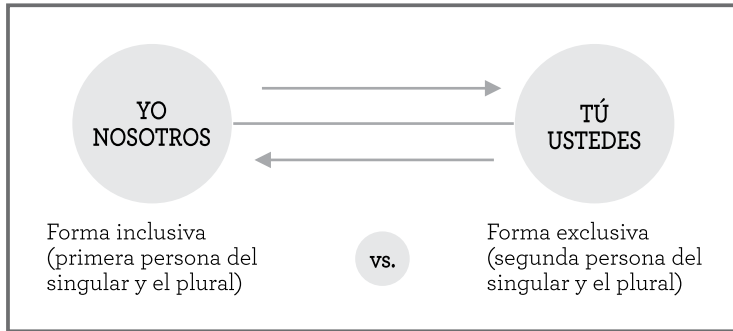 YO
NOSOTROS
TÚ
USTEDES
Forma inclusiva
(primera persona del
singular y el plural)
vs.
Forma exclusiva
(segunda persona del
singular y el plural)